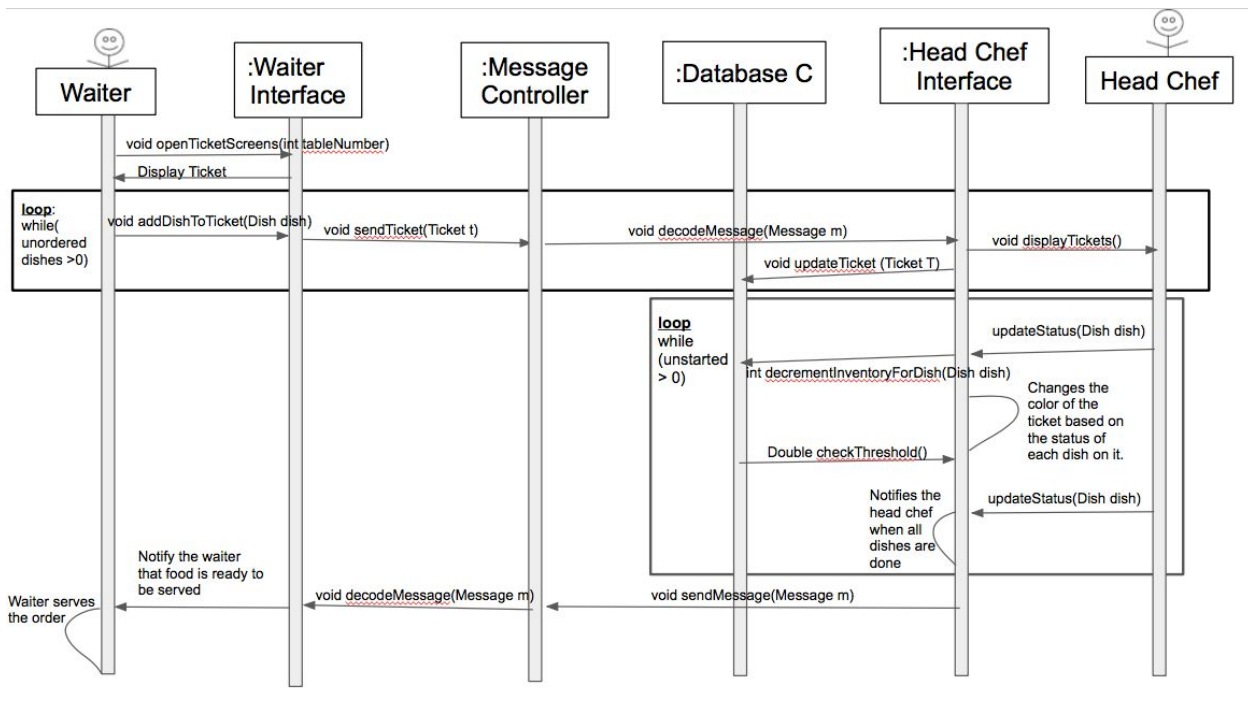 Waiter
:Waiter
Interface
:Message
Controller
:Database C
:Head Chef
Interface
Head Chef
void openTicketScreens(int tableNumber)
Display Ticket
loop:
while(
unordered
dishes >0)
void addDishToTicket(Dish dish)
void sendTicket(Ticket t)
void decodeMessage(Message m)
void displayTickets()
void updateTicket (Ticket T)
loop
while
(unstarted
> 0)
updateStatus(Dish dish)
int decrementInventoryForDish(Dish dish)
Changes the
color of the
ticket based on
the status of
each dish on it.
Double checkThreshold()
Notifies the
head chef
when all
dishes are
done
updateStatus(Dish dish)
Notify the waiter
that food is ready to
be served
void decodeMessage(Message m)
void sendMessage(Message m)
Waiter serves
the order